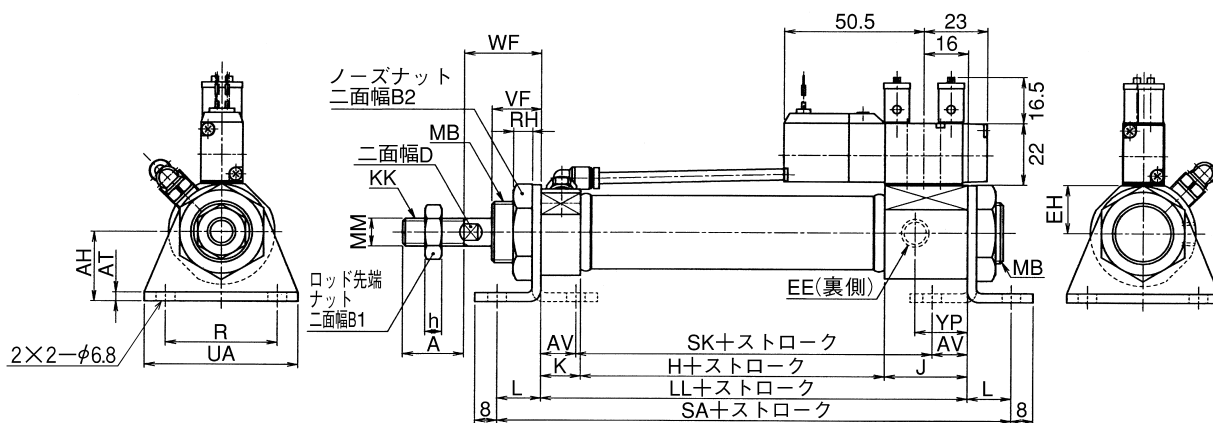 50.5
23
16
WF
ノーズナット
二面幅B2
VF
RH
MB
二面幅D
KK
MM
16.5
22
EH
AH
AT
ロッド先端
ナット
二面幅B1
h
A
EE(裏側)
MB
R
UA
2×2−φ6.8
YP
AV
SK+ストローク
AV
K
H+ストローク
J
L
LL+ストローク
L
8
SA+ストローク
8